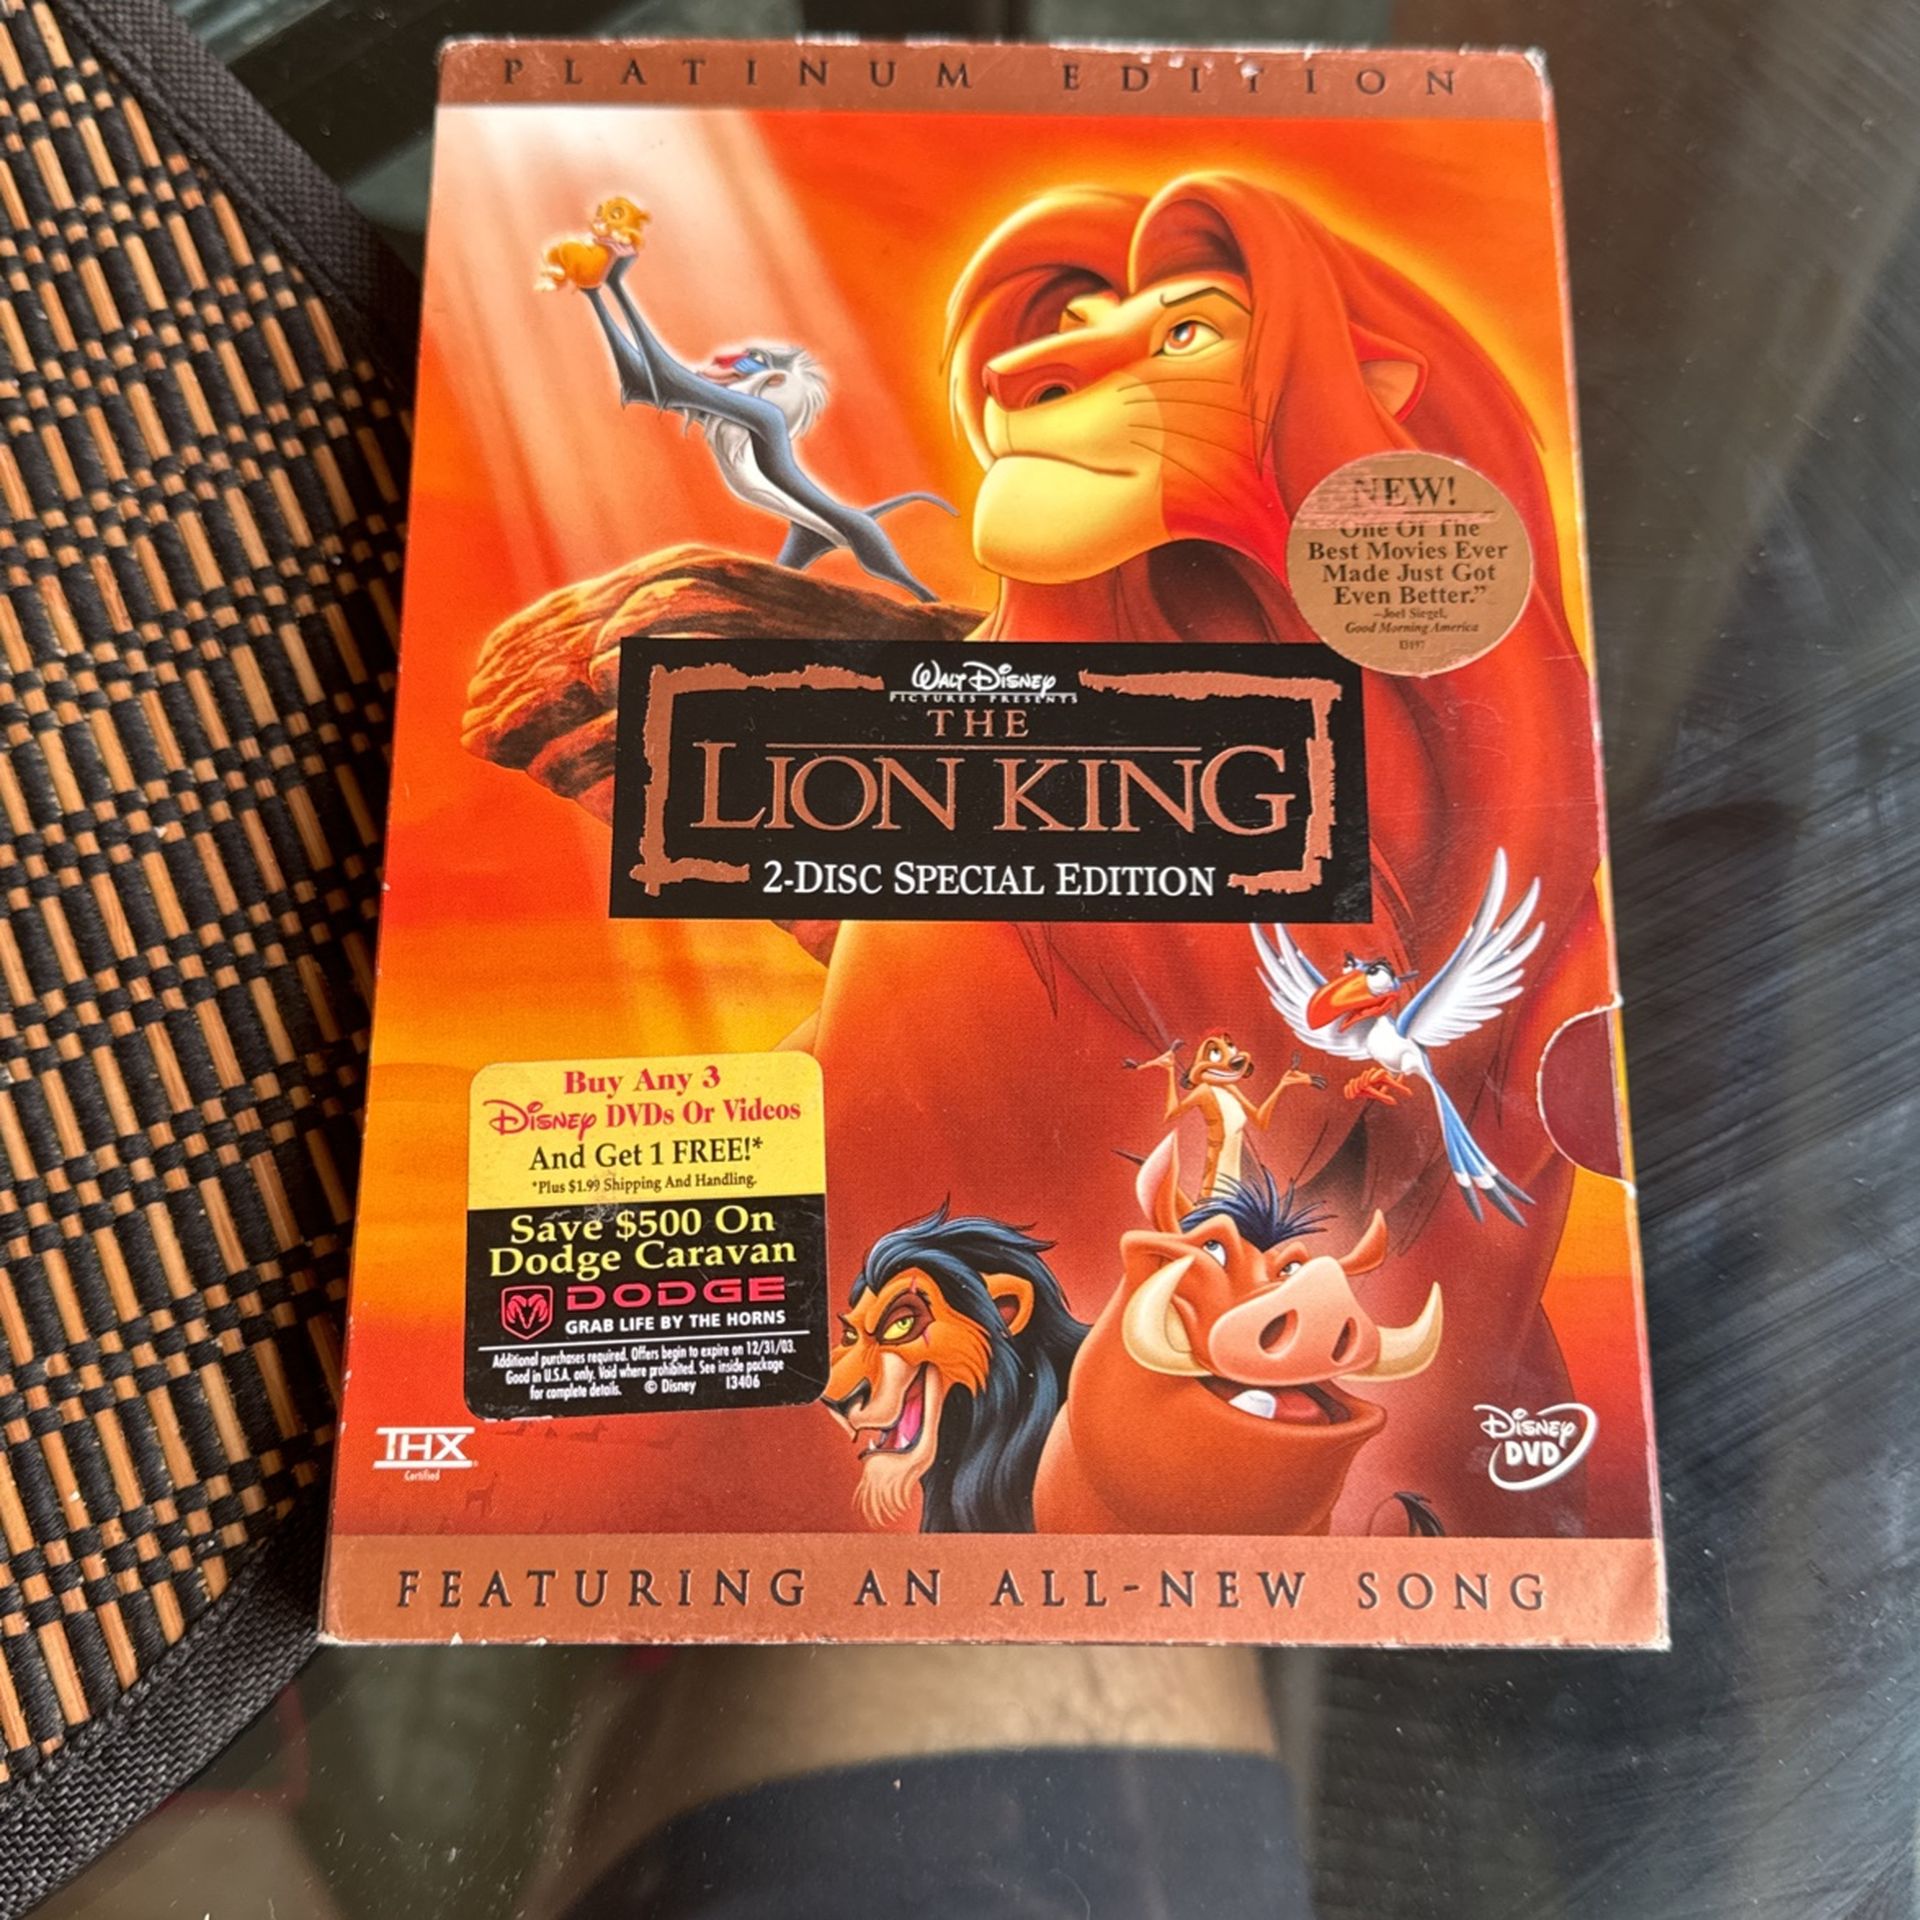 PLATINUM EDITION
NEW!
One Of The
Best Movies Ever
Made Just Got
Even Better."
–Joel Siegel,
Good Morning America
13197
WALT DISNEY
PICTURES PRESENTS
THE
LION KING
2-DISC SPECIAL EDITION
Buy Any 3
DISNEY DVDs Or Videos
And Get 1 FREE!*
*Plus $1.99 Shipping And Handling.
Save $500 On
Dodge Caravan
DODGE
GRAB LIFE BY THE HORNS
Additional purchases required. Offers begin to expire on 12/31/03.
Good in U.S.A. only. Void where prohibited. See inside package
for complete details. © Disney 13406
THX
Certified
DISNEY
DVD
FEATURING AN ALL-NEW SONG